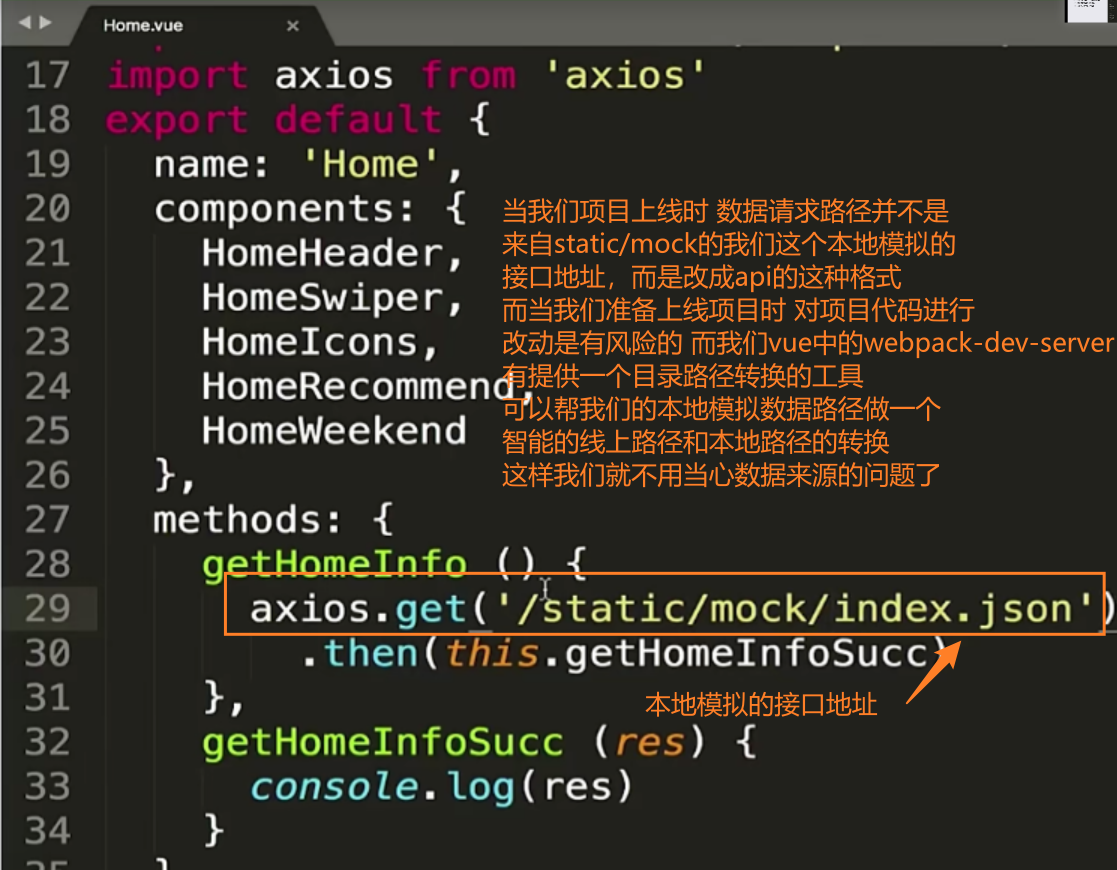 Home.vue
17 import axios from 'axios'
18 export default {
19 name: 'Home',
20 components: {
21 HomeHeader,
22 HomeSwiper,
23 HomeIcons,
24 HomeRecommend,
25 HomeWeekend
26 },
27 methods: {
28 getHomeInfo () {
29 axios.get('/static/mock/index.json')
30 .then(this.getHomeInfoSucc)
31 },
32 getHomeInfoSucc (res) {
33 console.log(res)
34 }
当我们项目上线时 数据请求路径并不是
来自static/mock的我们这个本地模拟的
接口地址，而是改成api的这种格式
而当我们准备上线项目时 对项目代码进行
改动是有风险的 而我们vue中的webpack-dev-server
有提供一个目录路径转换的工具
可以帮我们的本地模拟数据路径做一个
智能的线上路径和本地路径的转换
这样我们就不用当心数据来源的问题了
本地模拟的接口地址